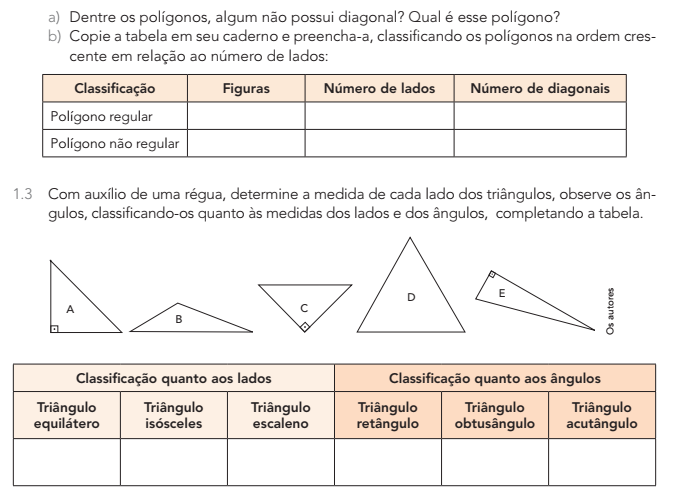 a) Dentre os polígonos, algum não possui diagonal? Qual é esse polígono?
b) Copie a tabela em seu caderno e preencha-a, classificando os polígonos na ordem cres-
cente em relação ao número de lados:
Classificação Figuras Número de lados Número de diagonais
Polígono regular
Polígono não regular
1.3 Com auxílio de uma régua, determine a medida de cada lado dos triângulos, observe os ân-
gulos, classificando-os quanto às medidas dos lados e dos ângulos, completando a tabela.
A
B
C
D
E
Os autores
Classificação quanto aos lados Classificação quanto aos ângulos
Triângulo equilátero
Triângulo isósceles
Triângulo escaleno
Triângulo retângulo
Triângulo obtusângulo
Triângulo acutângulo